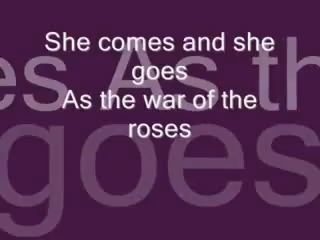 She comes and she
goes
As the war of the
roses
es As th
goes